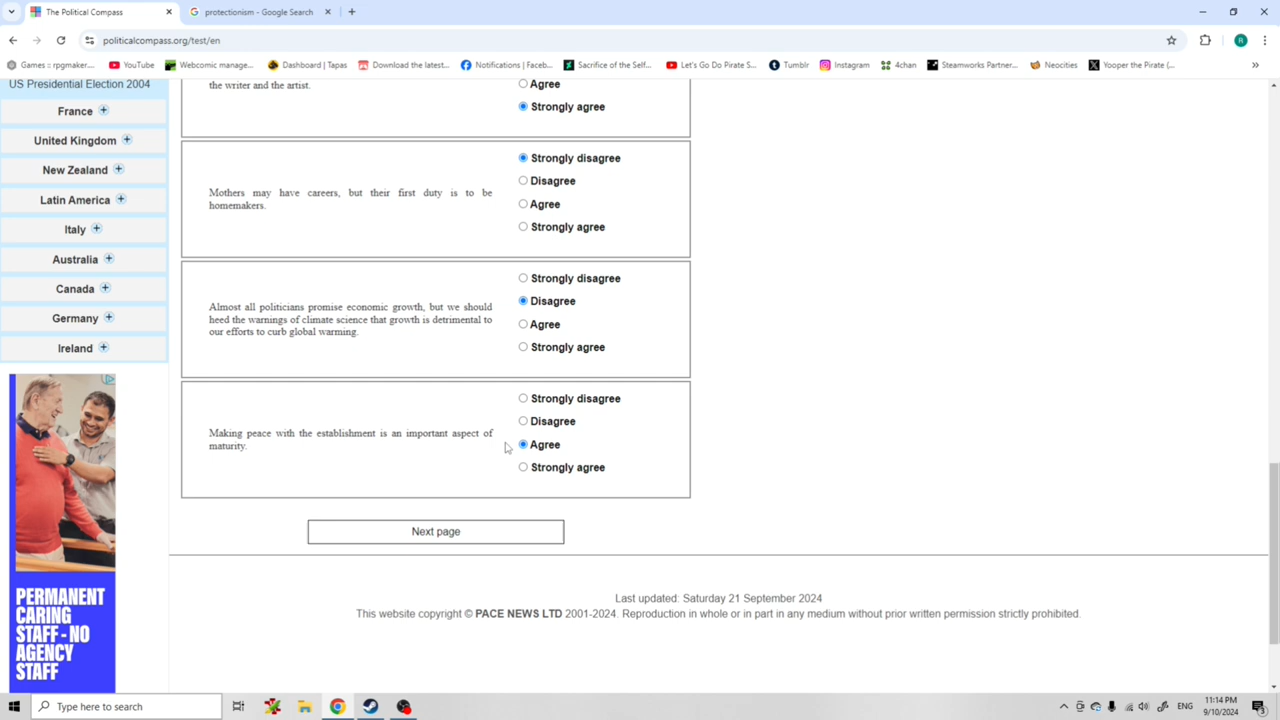 The Political Compass
protectionism - Google Search
politicalcompass.org/test/en
Games :: rpgmaker....
YouTube
Webcomic manage...
Dashboard | Tapas
Download the latest...
Notifications | Faceb...
Sacrifice of the Self...
Let's Go Do Pirate S...
Tumblr
Instagram
4chan
Steamworks Partner...
Neocities
Yooper the Pirate (...
US Presidential Election 2004
France
United Kingdom
New Zealand
Latin America
Italy
Australia
Canada
Germany
Ireland
PERMANENT
CARING
STAFF - NO
AGENCY
STAFF
the writer and the artist.
Agree
Strongly agree
Mothers may have careers, but their first duty is to be
homemakers.
Strongly disagree
Disagree
Agree
Strongly agree
Almost all politicians promise economic growth, but we should
heed the warnings of climate science that growth is detrimental to
our efforts to curb global warming.
Strongly disagree
Disagree
Agree
Strongly agree
Making peace with the establishment is an important aspect of
maturity.
Strongly disagree
Disagree
Agree
Strongly agree
Next page
Last updated: Saturday 21 September 2024
This website copyright © PACE NEWS LTD 2001-2024. Reproduction in whole or in part in any medium without prior written permission strictly prohibited.
Type here to search
ENG
11:14 PM
9/10/2024
3